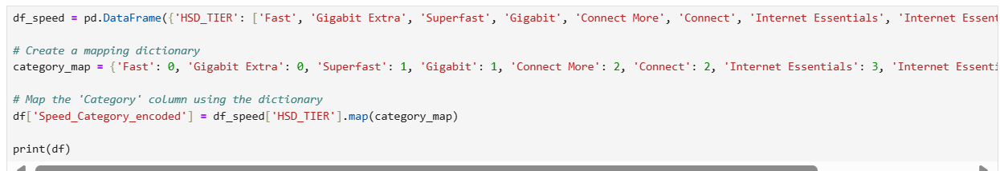 df_speed = pd.DataFrame({'HSD_TIER': ['Fast', 'Gigabit Extra', 'Superfast', 'Gigabit', 'Connect More', 'Connect', 'Internet Essentials', 'Internet Essent
# Create a mapping dictionary
category_map = {'Fast': 0, 'Gigabit Extra': 0, 'Superfast': 1, 'Gigabit': 1, 'Connect More': 2, 'Connect': 2, 'Internet Essentials': 3, 'Internet Essenti
# Map the 'Category' column using the dictionary
df['Speed_Category_encoded'] = df_speed['HSD_TIER'].map(category_map)
print(df)